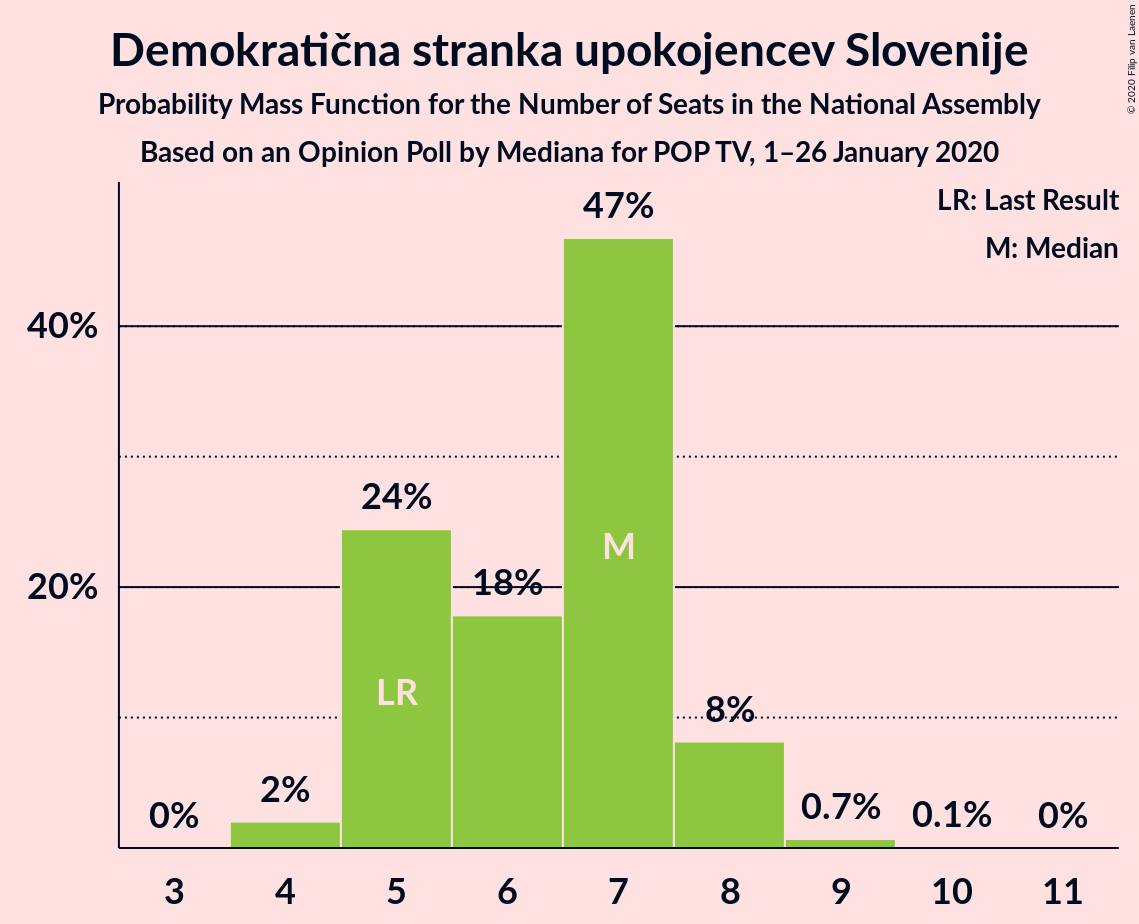 Demokratična stranka upokojencev Slovenije
Probability Mass Function for the Number of Seats in the National Assembly
Based on an Opinion Poll by Mediana for POP TV, 1–26 January 2020
© 2020 Filip van Laenen
LR: Last Result
M: Median
47%
40%
24%
M
18%
20%
LR
8%
2%
0.7%
0%
0.1%
0%
3 4 5 6 7 8 9 10 11